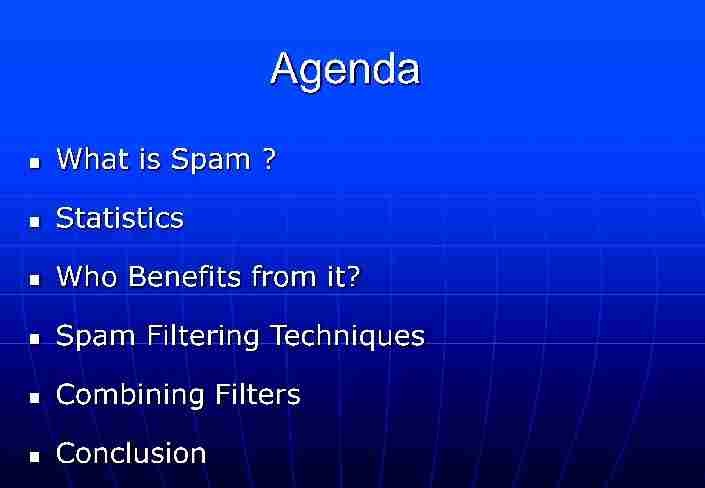 Agenda
What is Spam ?
Statistics
Who Benefits from it?
Spam Filtering Techniques
Combining Filters
Conclusion